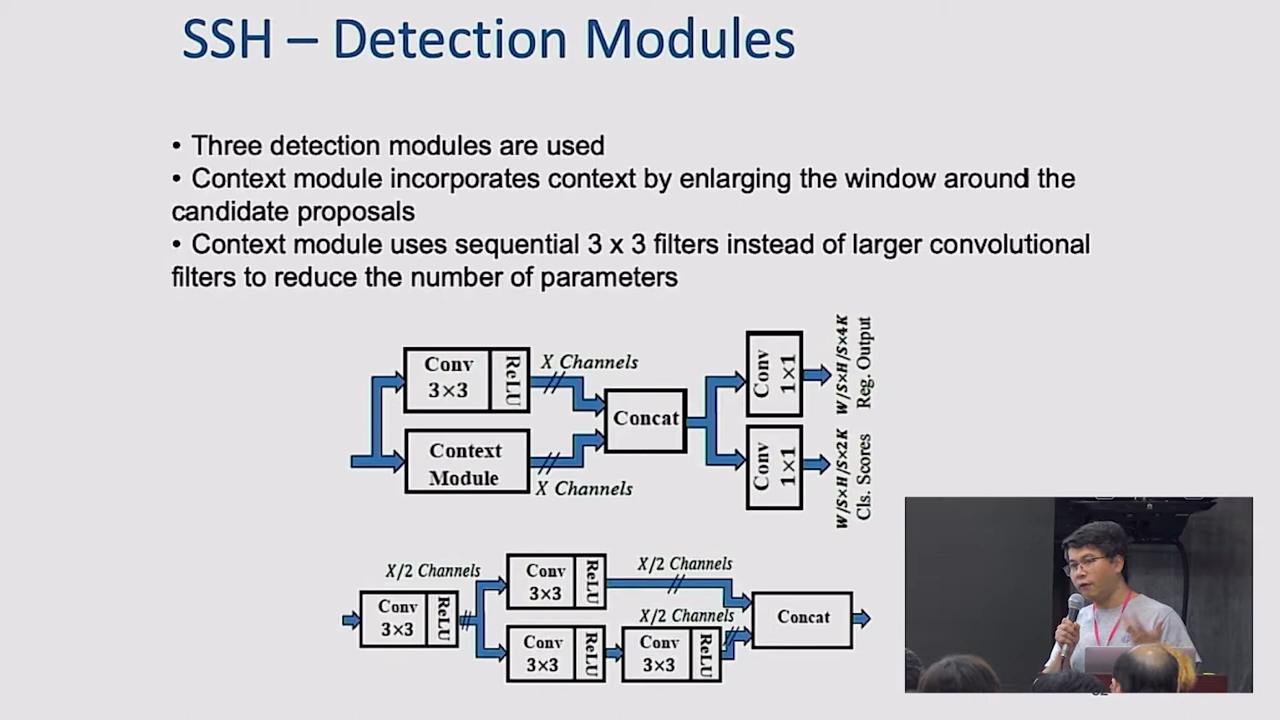 SSH – Detection Modules
• Three detection modules are used
• Context module incorporates context by enlarging the window around the
candidate proposals
• Context module uses sequential 3 x 3 filters instead of larger convolutional
filters to reduce the number of parameters
Conv
3×3
ReLU
X Channels
Context
Module
X Channels
Concat
Conv
1×1
W/S×H/S×4K
Reg. Output
Conv
1×1
W/S×H/S×2K
Cls. Scores
Conv
3×3
ReLU
X/2 Channels
Conv
3×3
ReLU
X/2 Channels
Conv
3×3
ReLU
Conv
3×3
ReLU
X/2 Channels
Concat